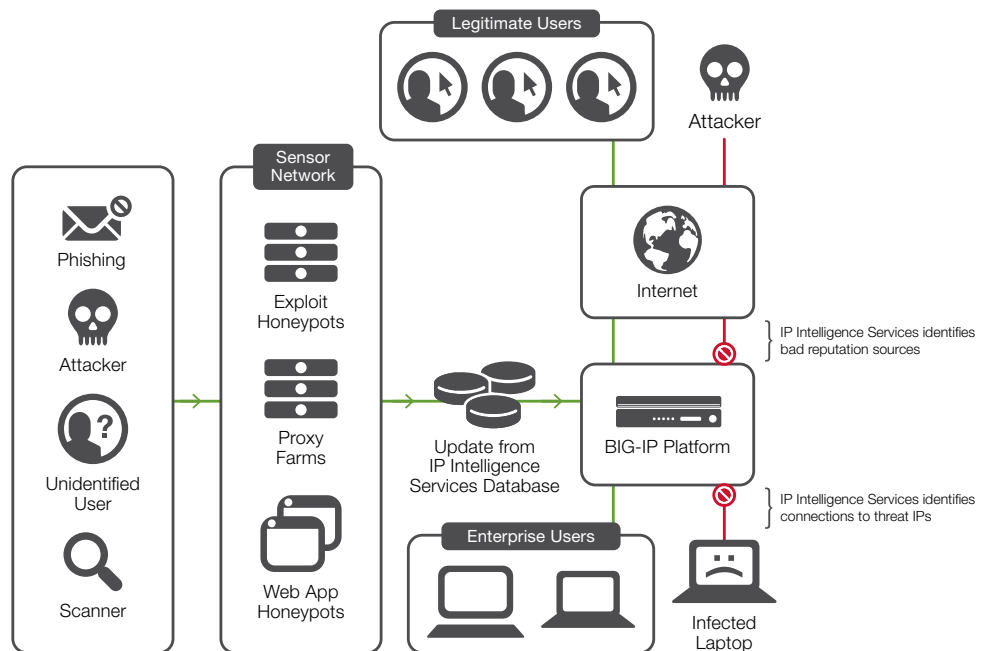 Legitimate Users
Attacker
Sensor
Network
Phishing
Attacker
Unidentified
User
Scanner
Exploit
Honeypots
Proxy
Farms
Web App
Honeypots
Update from
IP Intelligence
Services Database
Internet
IP Intelligence Services identifies
bad reputation sources
BIG-IP Platform
IP Intelligence Services identifies
connections to threat IPs
Enterprise Users
Infected
Laptop
?